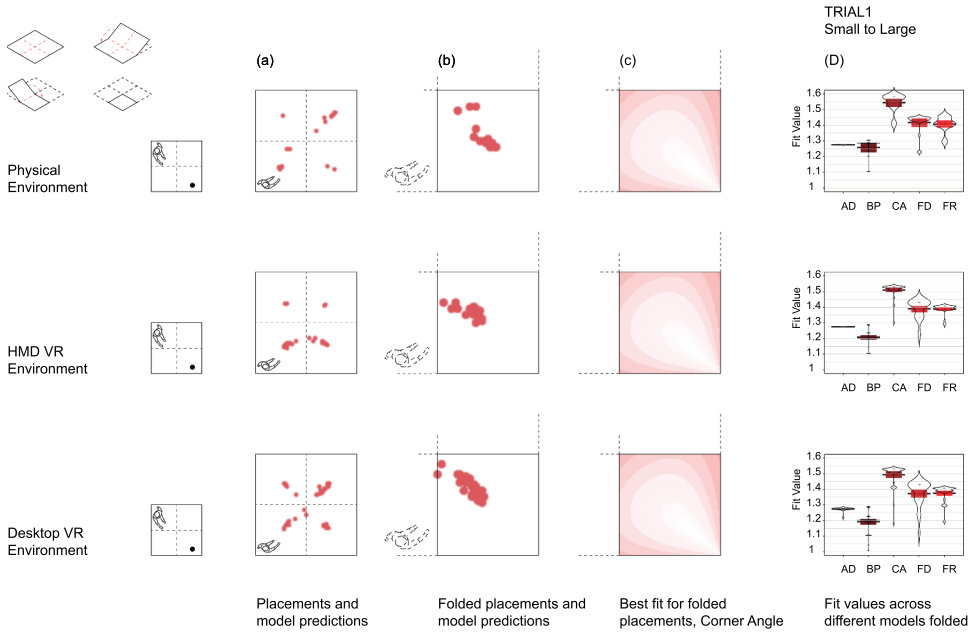 TRIAL1
Small to Large
(a)
(b)
(c)
(D)
Physical
Environment
Fit Value
1.6
1.5
1.4
1.3
1.2
1.1
1
AD BP CA FD FR
HMD VR
Environment
Fit Value
1.6
1.5
1.4
1.3
1.2
1.1
1
AD BP CA FD FR
Desktop VR
Environment
Fit Value
1.6
1.5
1.4
1.3
1.2
1.1
1
AD BP CA FD FR
Placements and
model predictions
Folded placements and
model predictions
Best fit for folded
placements, Corner Angle
Fit values across
different models folded